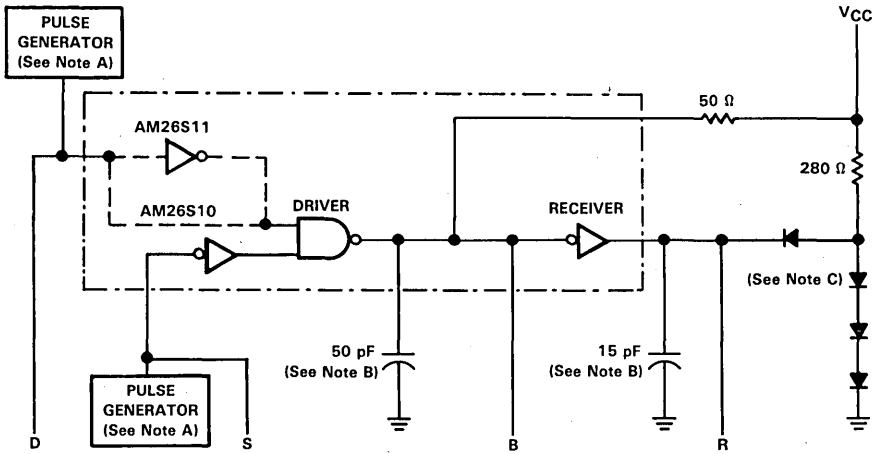 PULSE
GENERATOR
(See Note A)
VCC
50 Ω
AM26S11
280 Ω
AM26S10
DRIVER
RECEIVER
(See Note C)
50 pF
(See Note B)
15 pF
(See Note B)
PULSE
GENERATOR
(See Note A)
D
S
B
R